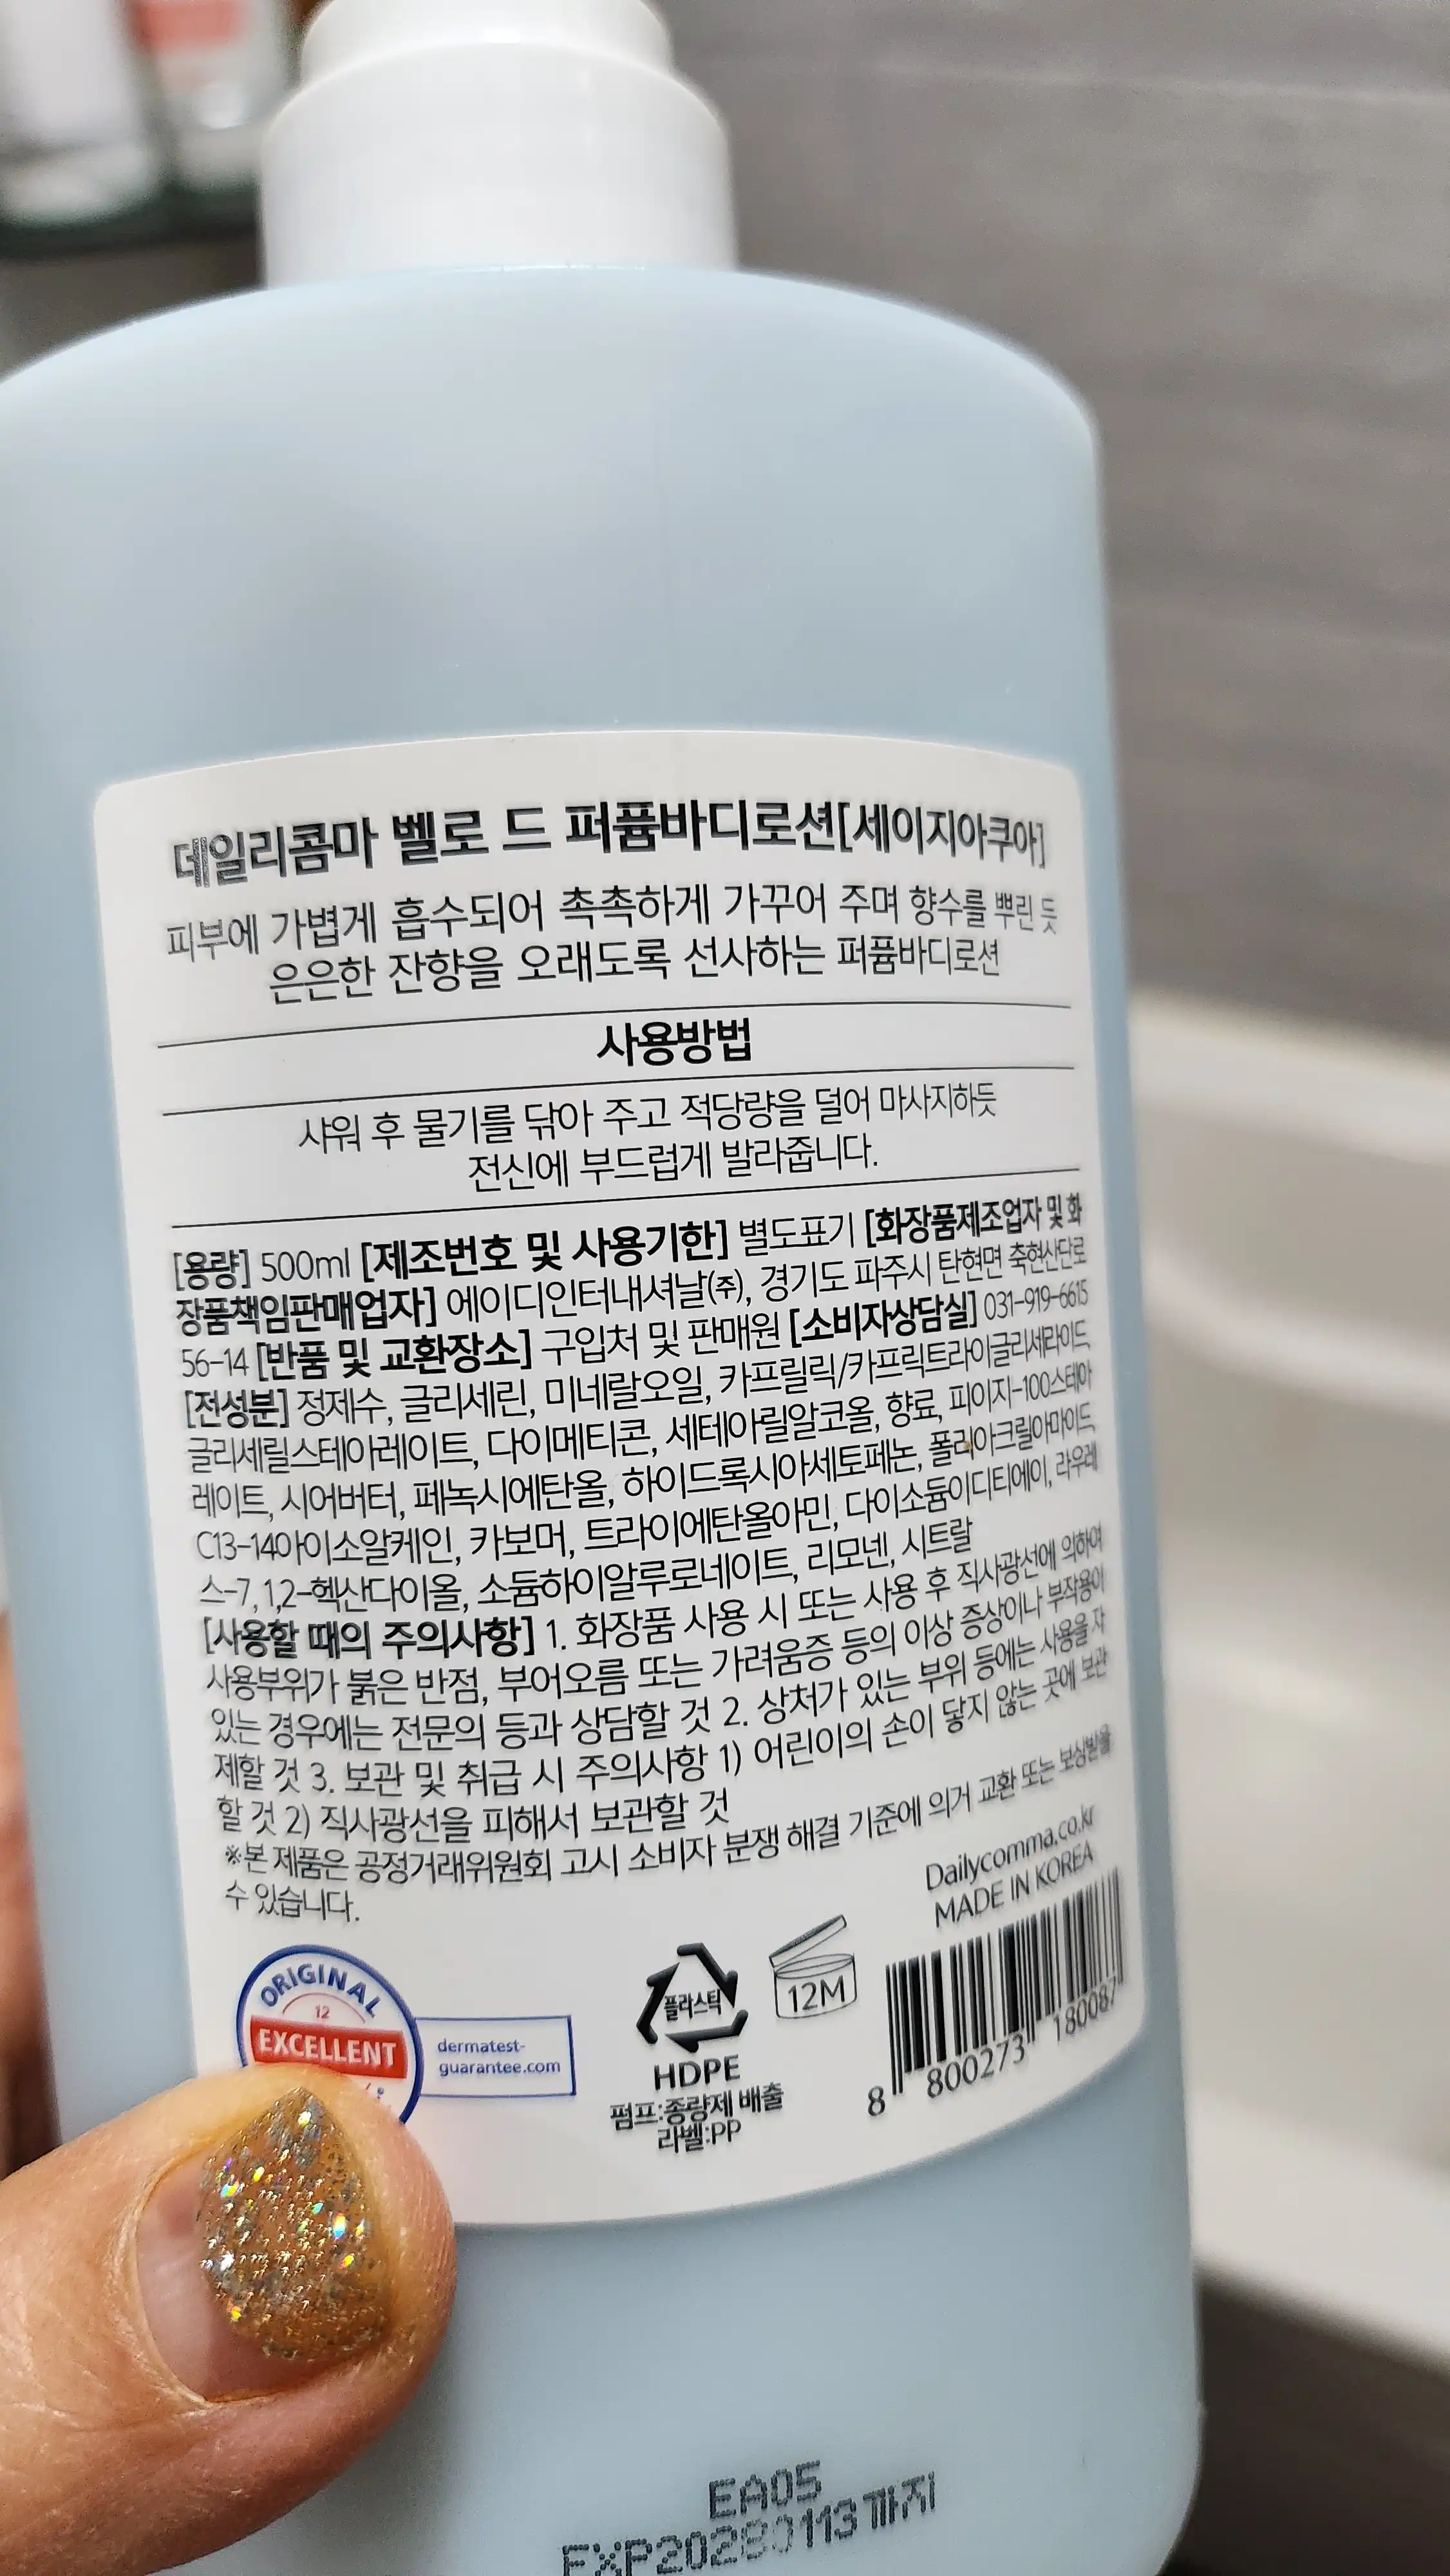 데일리콤마 벨로 드 퍼퓸바디로션[세이지아쿠아]
피부에 가볍게 흡수되어 촉촉하게 가꾸어 주며 향수를 뿌린 듯
은은한 잔향을 오래도록 선사하는 퍼퓸바디로션
사용방법
샤워 후 물기를 닦아 주고 적당량을 덜어 마사지하듯
전신에 부드럽게 발라줍니다.
[용량] 500ml [제조번호 및 사용기한] 별도표기 [화장품제조업자 및 화
장품책임판매업자] 에이디인터내셔날(주), 경기도 파주시 탄현면 축현산단로
56-14 [반품 및 교환장소] 구입처 및 판매원 [소비자상담실] 031-919-6615
[전성분] 정제수, 글리세린, 미네랄오일, 카프릴릭/카프릭트라이글리세라이드,
글리세릴스테아레이트, 다이메티콘, 세테아릴알코올, 향료, 피이지-100스테아
레이트, 시어버터, 페녹시에탄올, 하이드록시아세토페논, 폴리아크릴아마이드,
C13-14아이소알케인, 카보머, 트라이에탄올아민, 다이소듐이디티에이, 라우레
스-7, 1,2-헥산다이올, 소듐하이알루로네이트, 리모넨, 시트랄
[사용할 때의 주의사항] 1. 화장품 사용 시 또는 사용 후 직사광선에 의하여
사용부위가 붉은 반점, 부어오름 또는 가려움증 등의 이상 증상이나 부작용이
있는 경우에는 전문의 등과 상담할 것 2. 상처가 있는 부위 등에는 사용을 자
제할 것 3. 보관 및 취급 시 주의사항 1) 어린이의 손이 닿지 않는 곳에 보관
할 것 2) 직사광선을 피해서 보관할 것
※본 제품은 공정거래위원회 고시 소비자 분쟁 해결 기준에 의거 교환 또는 보상받을
수 있습니다.
Dailycomma.co.kr
MADE IN KOREA
ORIGINAL
12
EXCELLENT
dermatest-
guarantee.com
플라스틱
HDPE
펌프:종량제 배출
라벨:PP
12M
8 800273 180087
EA05
EXP20280113까지